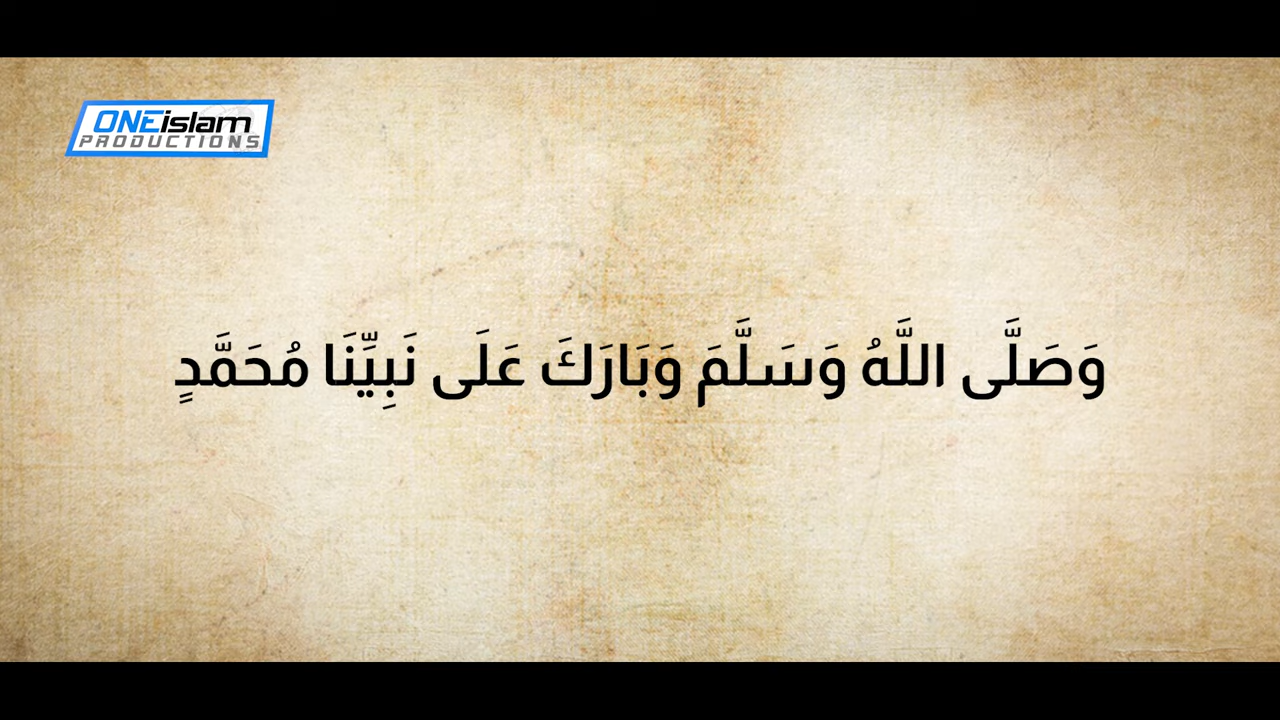 ONEislam
PRODUCTIONS
وَصَلَّى اللَّهُ وَسَلَّمَ وَبَارَكَ عَلَى نَبِيِّنَا مُحَمَّدٍ